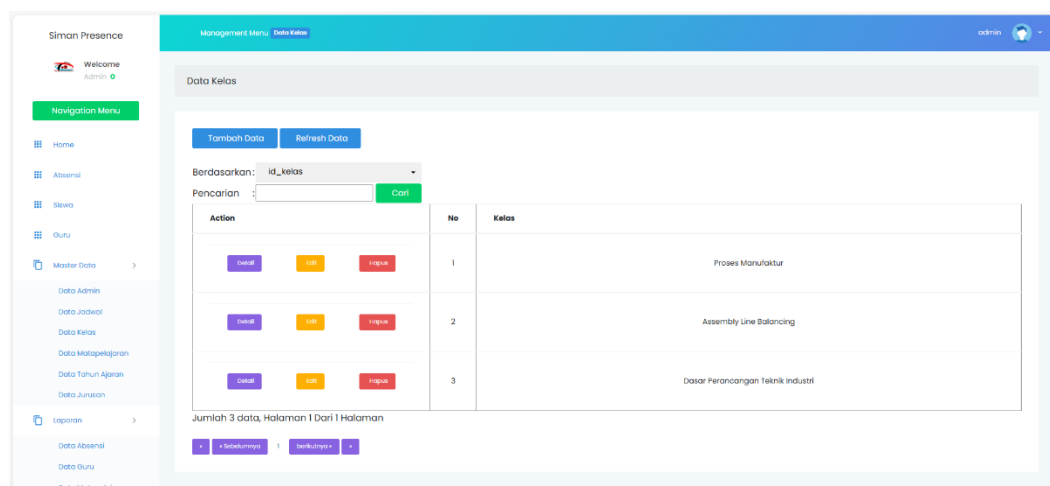 Siman Presence
Management Menu Data Kelas
admin
Welcome
Admin
Navigation Menu
Home
Absensi
Siswa
Guru
Master Data
Data Admin
Data Jadwal
Data Kelas
Data Matapelajaran
Data Tahun Ajaran
Data Jurusan
Laporan
Data Absensi
Data Guru
Data Kelas
Tambah Data Refresh Data
Berdasarkan: id_kelas
Pencarian : Cari
Action No Kelas
Detail Edit Hapus 1 Proses Manufaktur
Detail Edit Hapus 2 Assembly Line Balancing
Detail Edit Hapus 3 Dasar Perancangan Teknik Industri
Jumlah 3 data, Halaman 1 Dari 1 Halaman
« « Sebelumnya 1 berikutnya » »